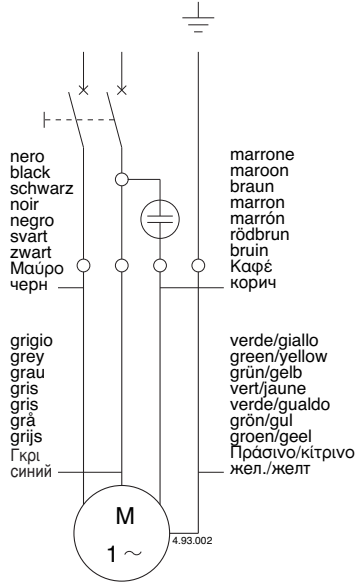 nero
black
schwarz
noir
negro
svart
zwart
Μαύρο
черн
marrone
maroon
braun
marron
marrón
rödbrun
bruin
Καφέ
корич
grigio
grey
grau
gris
gris
grå
grijs
Γκρι
синий
verde/giallo
green/yellow
grün/gelb
vert/jaune
verde/gualdo
grön/gul
groen/geel
Πράσινο/κίτρινο
жел./желт
M
1 ~
4.93.002